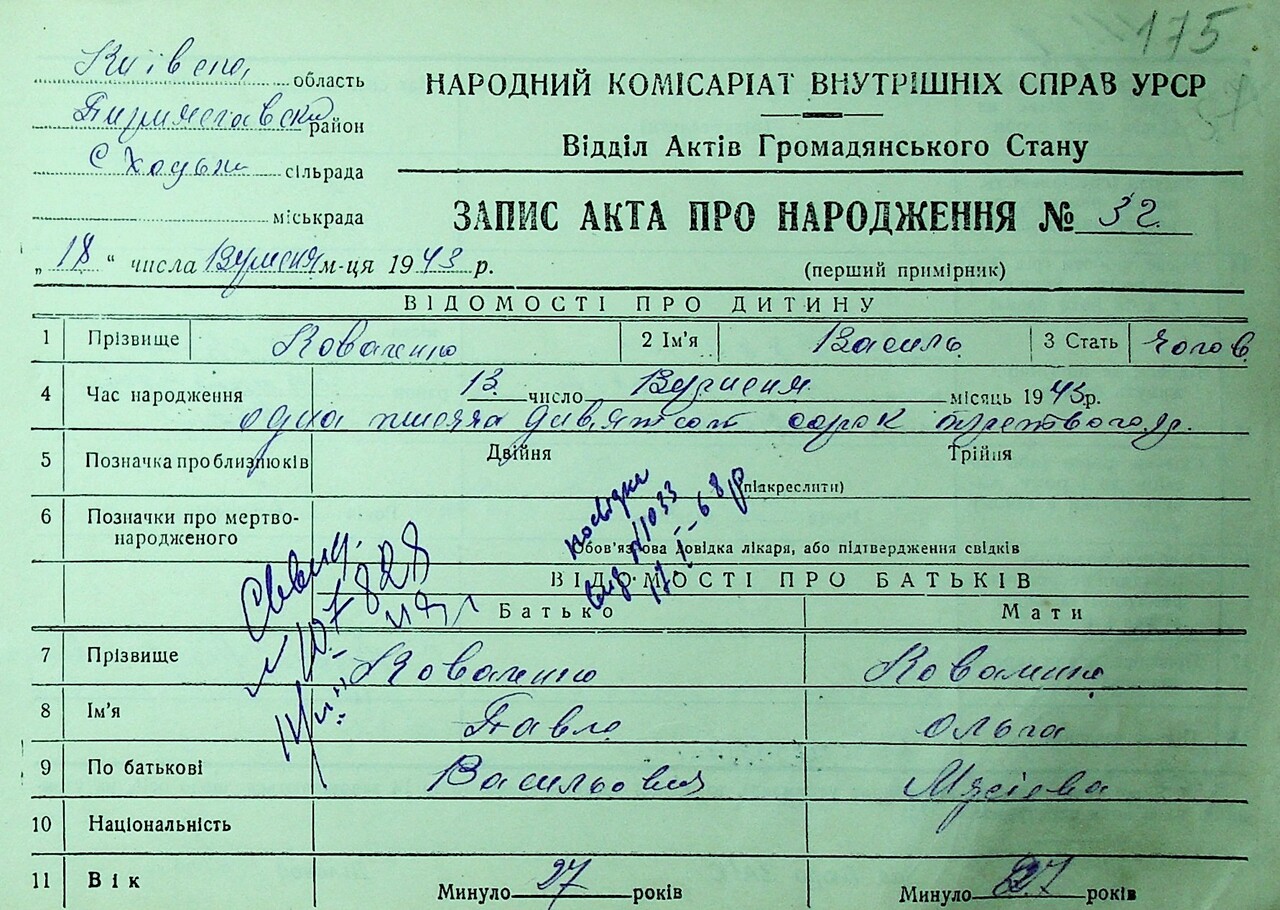 175
Київська область
НАРОДНИЙ КОМІСАРІАТ ВНУТРІШНІХ СПРАВ УРСР
район
Відділ Актів Громадянського Стану
с Ходьки сільрада
міськрада
ЗАПИС АКТА ПРО НАРОДЖЕННЯ № 32
„ 18 “ числа Вересня м-ця 1943 р.
(перший примірник)
ВІДОМОСТІ ПРО ДИТИНУ
1 Прізвище Коваленко 2 Ім'я Василь 3 Стать Чолов
4 Час народження 13 число Вересня місяць 1943р.
одна тисяча дев'ятсот сорок третього р.
5 Позначка про близнюків Двійня Трійня
(підкреслити)
6 Позначки про мертво-
народженого
Обов'язкова довідка лікаря, або підтвердження свідків
ВІДОМОСТІ ПРО БАТЬКІВ
Батько Мати
7 Прізвище Коваленко Коваленко
8 Ім'я Павло Ольга
9 По батькові Васильович
10 Національність
11 Вік Минуло 27 років Минуло 27 років